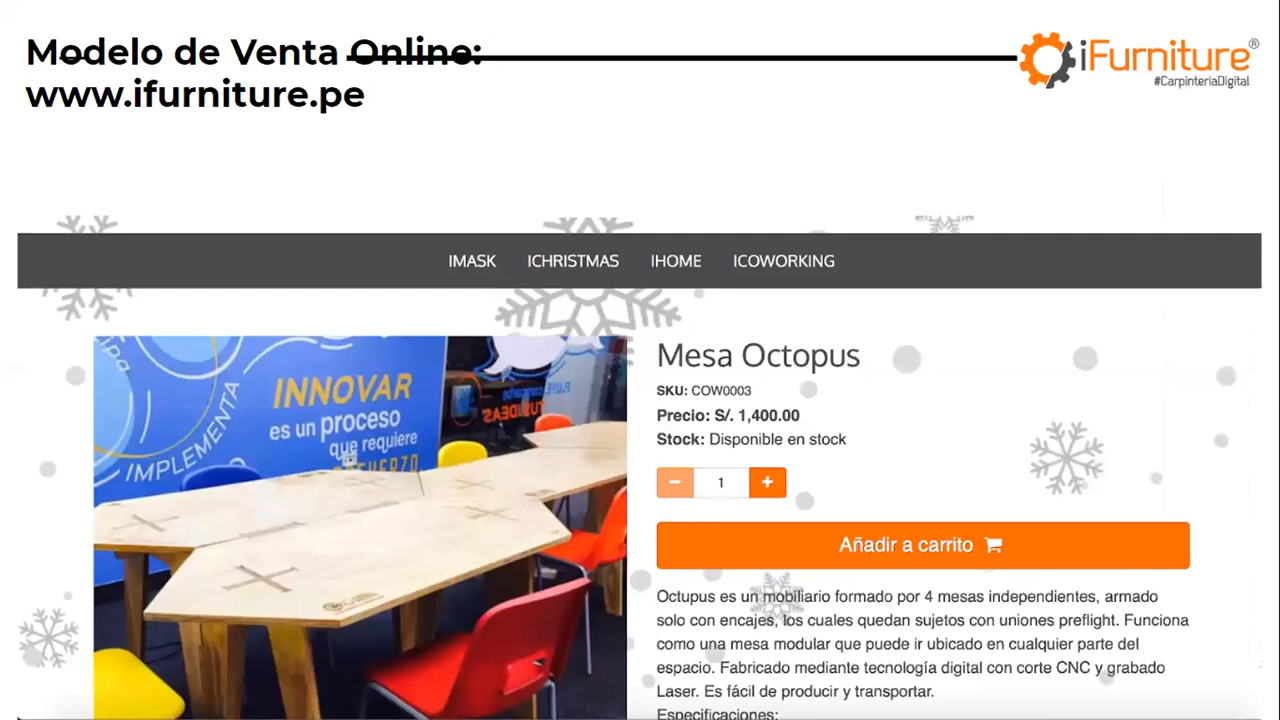 Modelo de Venta Online:
www.ifurniture.pe
iFurniture®
#CarpinteriaDigital
IMASK ICHRISTMAS IHOME ICOWORKING
INNOVAR
es un proceso
que requiere
IMPLEMENTA
Mesa Octopus
SKU: COW0003
Precio: S/. 1,400.00
Stock: Disponible en stock
− 1 +
Añadir a carrito
Octupus es un mobiliario formado por 4 mesas independientes, armado
solo con encajes, los cuales quedan sujetos con uniones preflight. Funciona
como una mesa modular que puede ir ubicado en cualquier parte del
espacio. Fabricado mediante tecnología digital con corte CNC y grabado
Laser. Es fácil de producir y transportar.
Especificaciones: